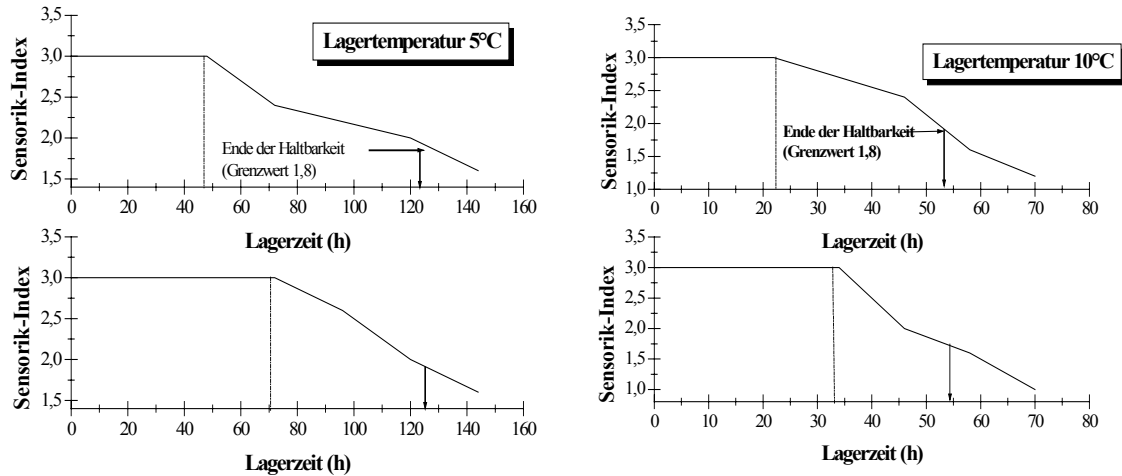 Lagertemperatur 5°C
Sensorik-Index
3,5
3,0
2,5
2,0
1,5
Ende der Haltbarkeit
(Grenzwert 1,8)
0 20 40 60 80 100 120 140 160
Lagerzeit (h)
Lagertemperatur 10°C
Sensorik-Index
3,5
3,0
2,5
2,0
1,5
1,0
Ende der Haltbarkeit
(Grenzwert 1,8)
0 10 20 30 40 50 60 70 80
Lagerzeit (h)
Sensorik-Index
3,5
3,0
2,5
2,0
1,5
0 20 40 60 80 100 120 140 160
Lagerzeit (h)
Sensorik-Index
3,5
3,0
2,5
2,0
1,5
1,0
0 10 20 30 40 50 60 70 80
Lagerzeit (h)